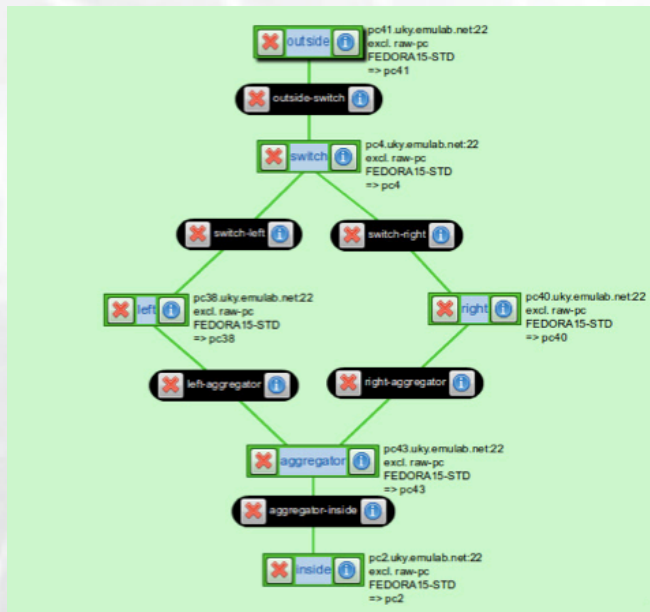 outside
pc41.uky.emulab.net:22
excl. raw-pc
FEDORA15-STD
=> pc41
outside-switch
switch
pc4.uky.emulab.net:22
excl. raw-pc
FEDORA15-STD
=> pc4
switch-left
switch-right
left
pc38.uky.emulab.net:22
excl. raw-pc
FEDORA15-STD
=> pc38
right
pc40.uky.emulab.net:22
excl. raw-pc
FEDORA15-STD
=> pc40
left-aggregator
right-aggregator
aggregator
pc43.uky.emulab.net:22
excl. raw-pc
FEDORA15-STD
=> pc43
aggregator-inside
inside
pc2.uky.emulab.net:22
excl. raw-pc
FEDORA15-STD
=> pc2